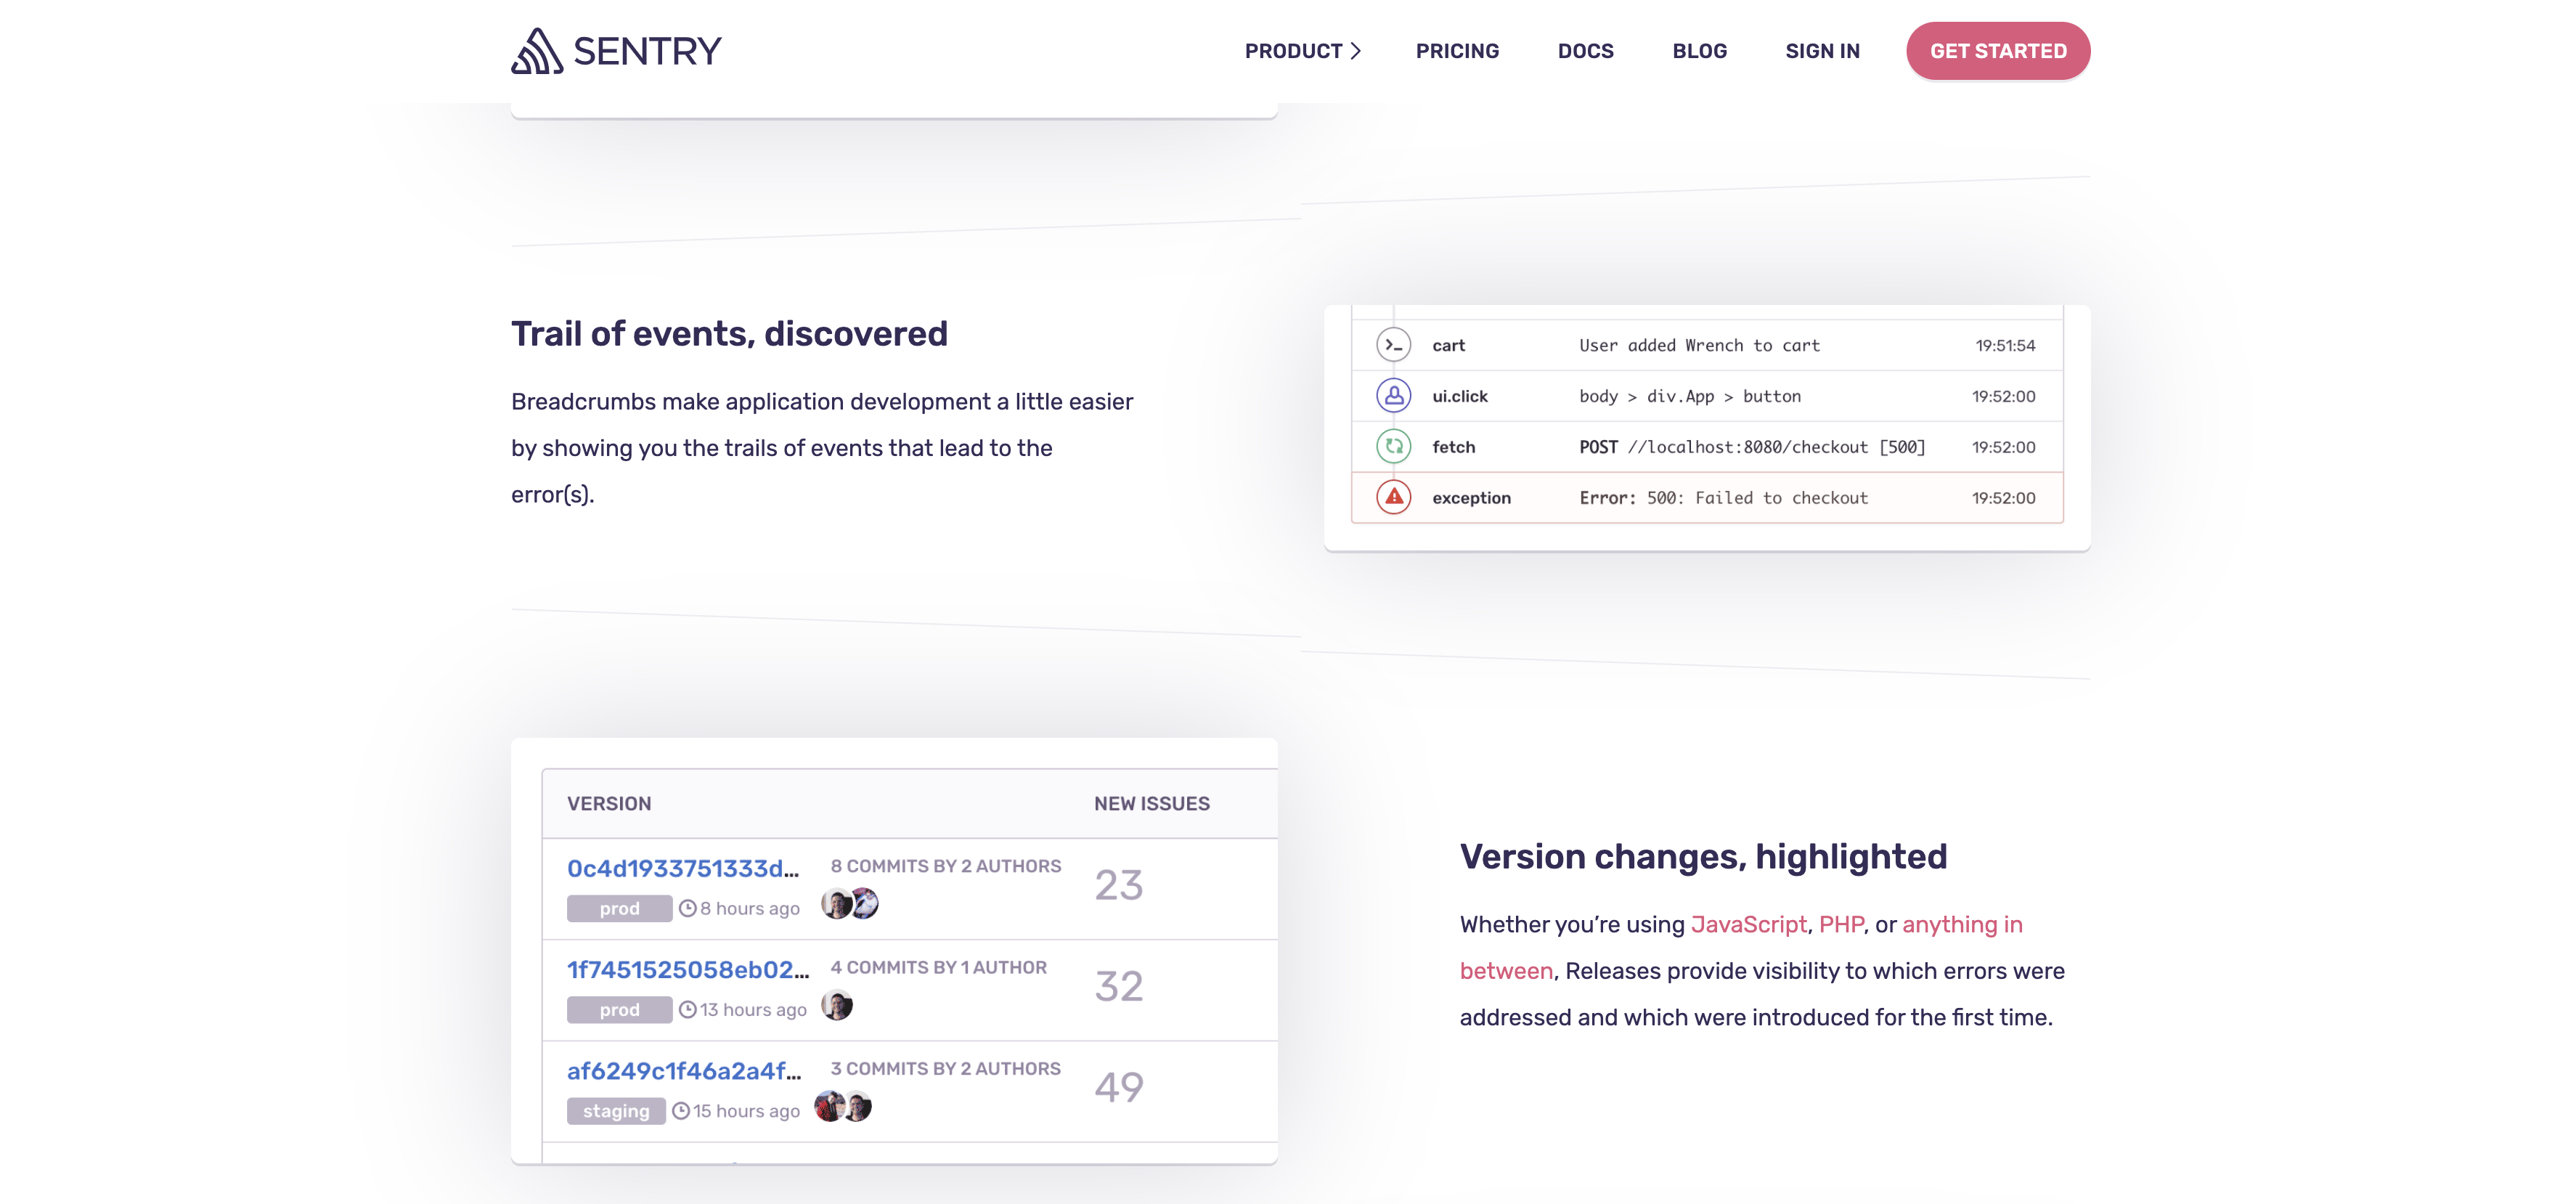 SENTRY
PRODUCT
PRICING
DOCS
BLOG
SIGN IN
GET STARTED
Trail of events, discovered
Breadcrumbs make application development a little easier
by showing you the trails of events that lead to the
error(s).
cart User added Wrench to cart 19:51:54
ui.click body > div.App > button 19:52:00
fetch POST //localhost:8080/checkout [500] 19:52:00
exception Error: 500: Failed to checkout 19:52:00
VERSION NEW ISSUES
0c4d1933751333d... 8 COMMITS BY 2 AUTHORS 23
prod 8 hours ago
1f7451525058eb02... 4 COMMITS BY 1 AUTHOR 32
prod 13 hours ago
af6249c1f46a2a4f... 3 COMMITS BY 2 AUTHORS 49
staging 15 hours ago
Version changes, highlighted
Whether you’re using JavaScript, PHP, or anything in
between, Releases provide visibility to which errors were
addressed and which were introduced for the first time.